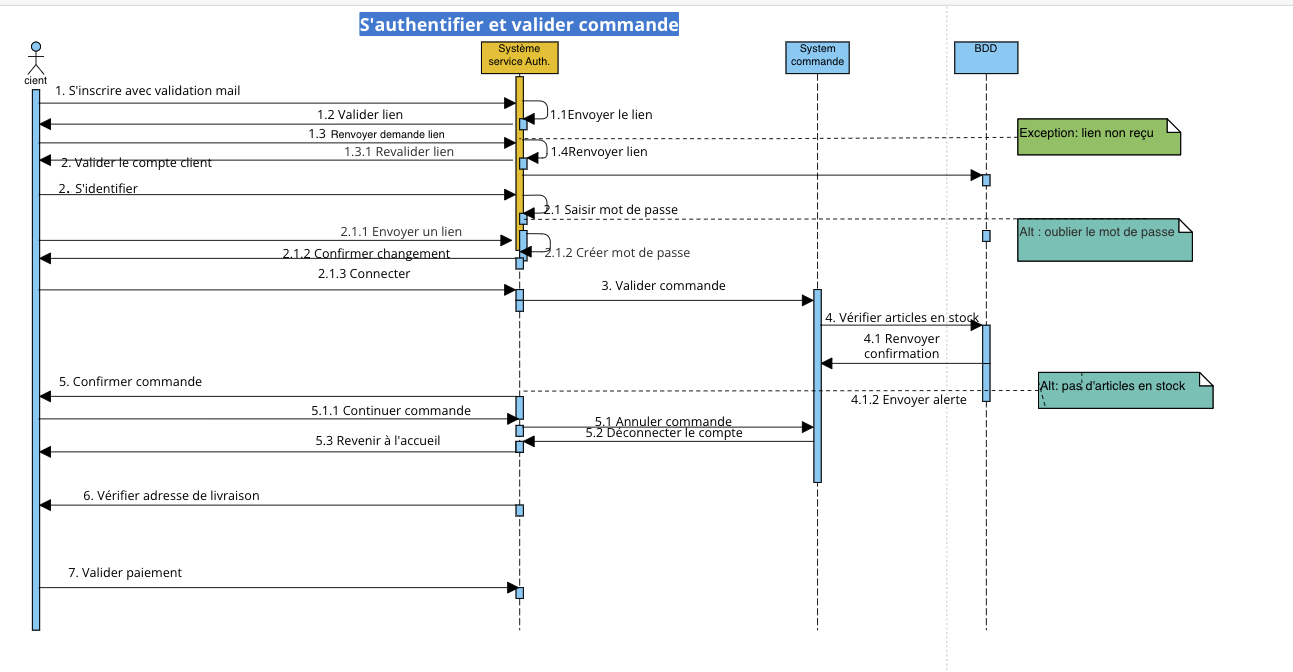 S'authentifier et valider commande
Système
service Auth.
System
commande
BDD
cient
1. S'inscrire avec validation mail
1.1Envoyer le lien
1.2 Valider lien
1.3 Renvoyer demande lien
Exception: lien non reçu
1.3.1 Revalider lien
1.4Renvoyer lien
2. Valider le compte client
2. S'identifier
2.1 Saisir mot de passe
2.1.1 Envoyer un lien
Alt : oublier le mot de passe
2.1.2 Confirmer changement
2.1.2 Créer mot de passe
2.1.3 Connecter
3. Valider commande
4. Vérifier articles en stock
4.1 Renvoyer
confirmation
5. Confirmer commande
Alt: pas d'articles en stock
4.1.2 Envoyer alerte
5.1.1 Continuer commande
5.1 Annuler commande
5.2 Déconnecter le compte
5.3 Revenir à l'accueil
6. Vérifier adresse de livraison
7. Valider paiement